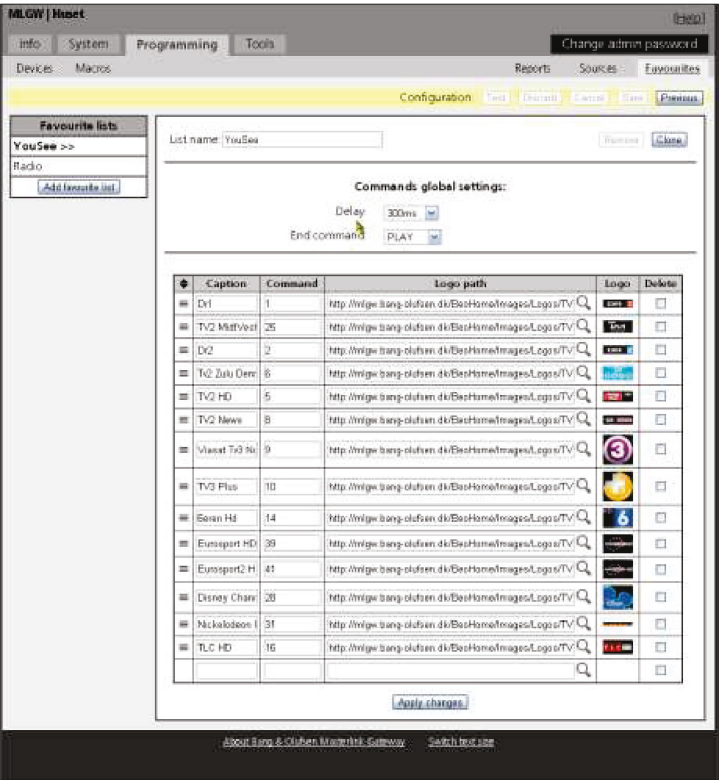 MLGW | Huset
[Help]
Info System Programming Tools Change admin password
Devices Macros Reports Sources Favourites
Configuration: Test Discard Cancel Save Previous
Favourite lists
YouSee >>
Radio
Add favourite list
List name: YouSee Remove Clone
Commands global settings:
Delay 300ms
End command PLAY
Caption Command Logo path Logo Delete
Dr1 1 http://mlgw.bang-olufsen.dk/BeoHome/Images/Logos/TV
TV2 MidtVest 25 http://mlgw.bang-olufsen.dk/BeoHome/Images/Logos/TV
Dr2 2 http://mlgw.bang-olufsen.dk/BeoHome/Images/Logos/TV
Tv2 Zulu Dem 6 http://mlgw.bang-olufsen.dk/BeoHome/Images/Logos/TV
TV2 HD 5 http://mlgw.bang-olufsen.dk/BeoHome/Images/Logos/TV
TV2 News 8 http://mlgw.bang-olufsen.dk/BeoHome/Images/Logos/TV
Viasat Tv3 9 http://mlgw.bang-olufsen.dk/BeoHome/Images/Logos/TV 3
TV3 Plus 10 http://mlgw.bang-olufsen.dk/BeoHome/Images/Logos/TV
Hd 14 http://mlgw.bang-olufsen.dk/BeoHome/Images/Logos/TV 6
Eurosport HD 39 http://mlgw.bang-olufsen.dk/BeoHome/Images/Logos/TV
Eurosport2 H 41 http://mlgw.bang-olufsen.dk/BeoHome/Images/Logos/TV
Disney Chan 28 http://mlgw.bang-olufsen.dk/BeoHome/Images/Logos/TV
Nickelodeon 31 http://mlgw.bang-olufsen.dk/BeoHome/Images/Logos/TV
TLC HD 16 http://mlgw.bang-olufsen.dk/BeoHome/Images/Logos/TV TLC
Apply changes
About Bang & Olufsen Masterlink Gateway Switch text size